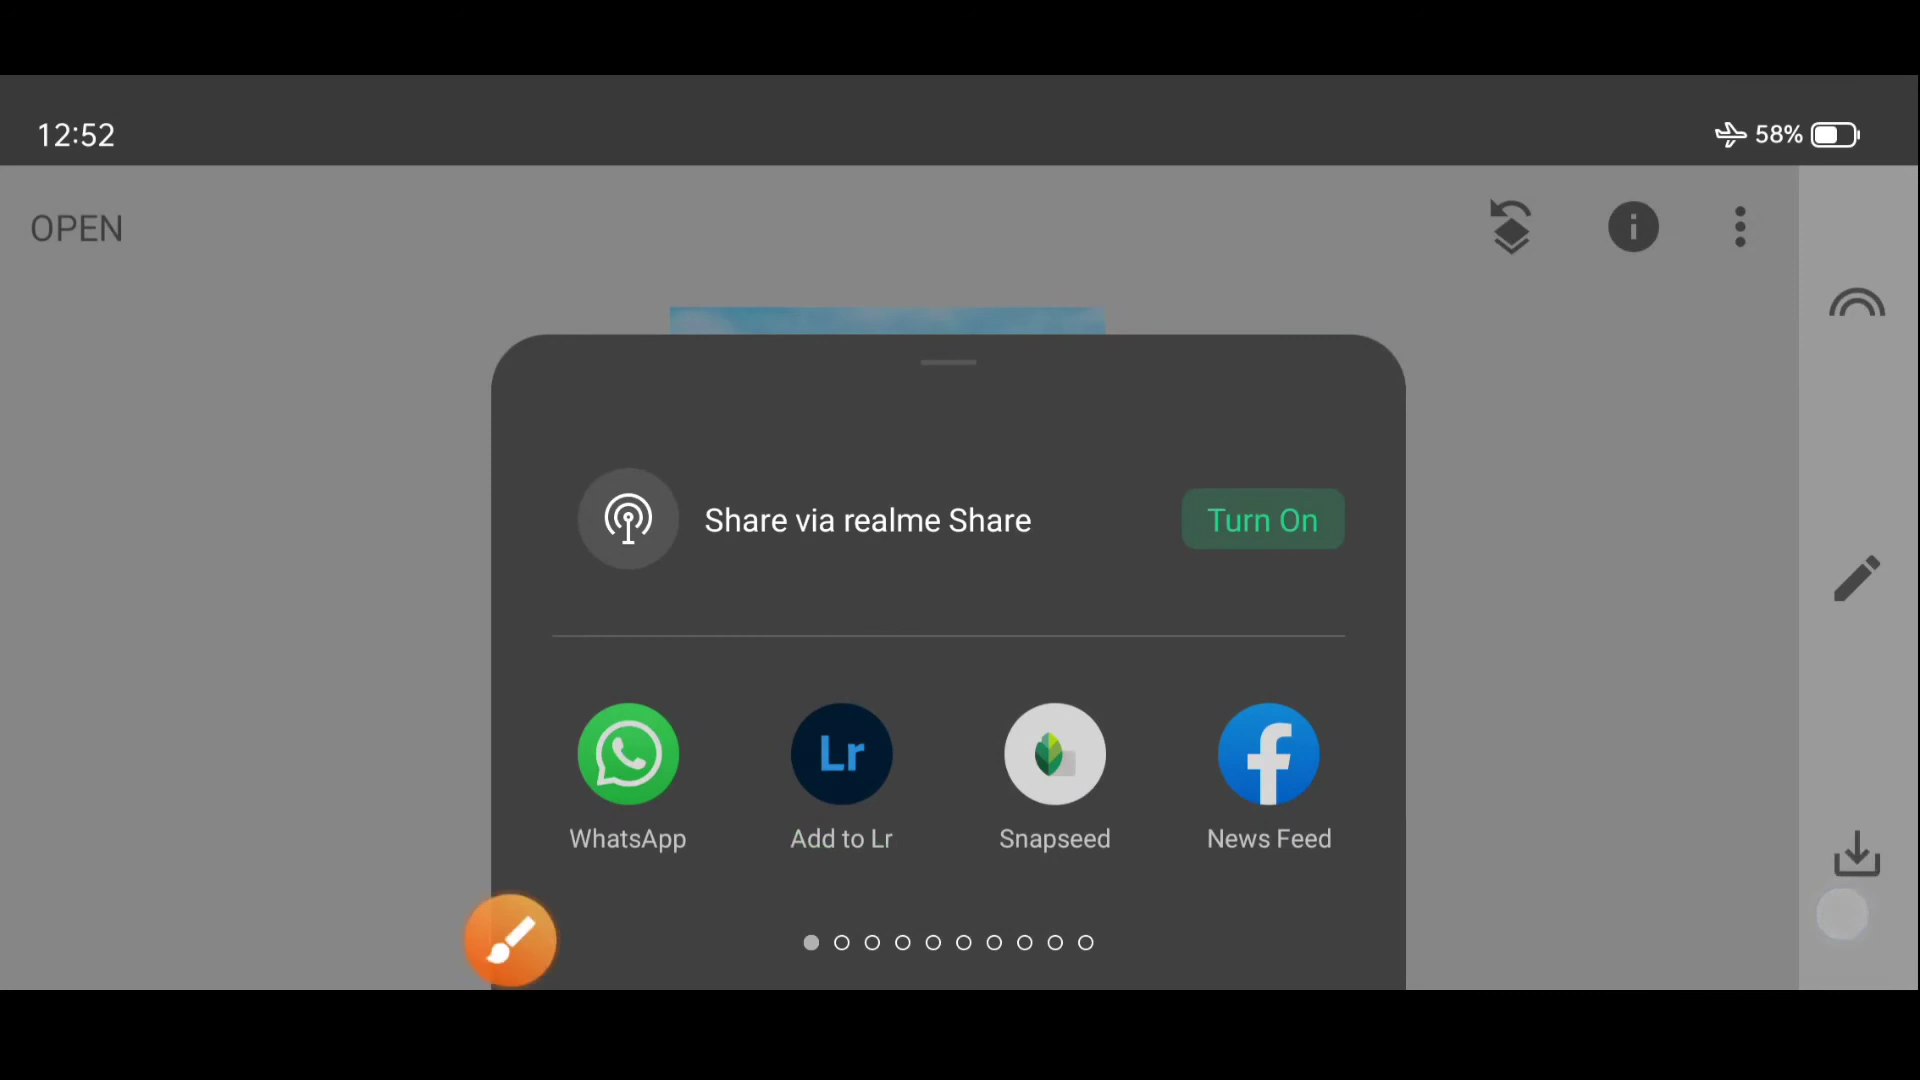 12:52
58%
OPEN
Share via realme Share
Turn On
Lr
WhatsApp
Add to Lr
Snapseed
News Feed